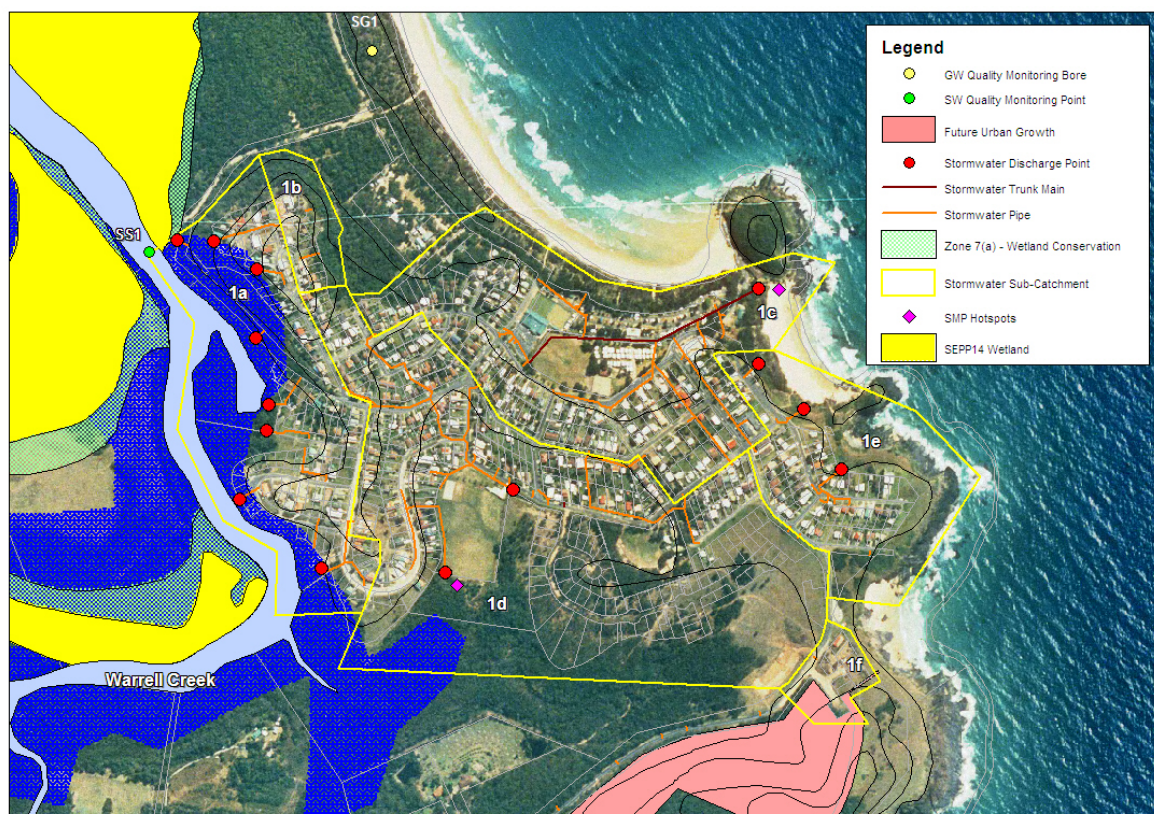 SG1
Legend
GW Quality Monitoring Bore
SW Quality Monitoring Point
Future Urban Growth
Stormwater Discharge Point
Stormwater Trunk Main
Stormwater Pipe
Zone 7(a) - Wetland Conservation
Stormwater Sub-Catchment
SMP Hotspots
SEPP14 Wetland
1b
SS1
1a
1c
1e
1d
1f
Warrell Creek